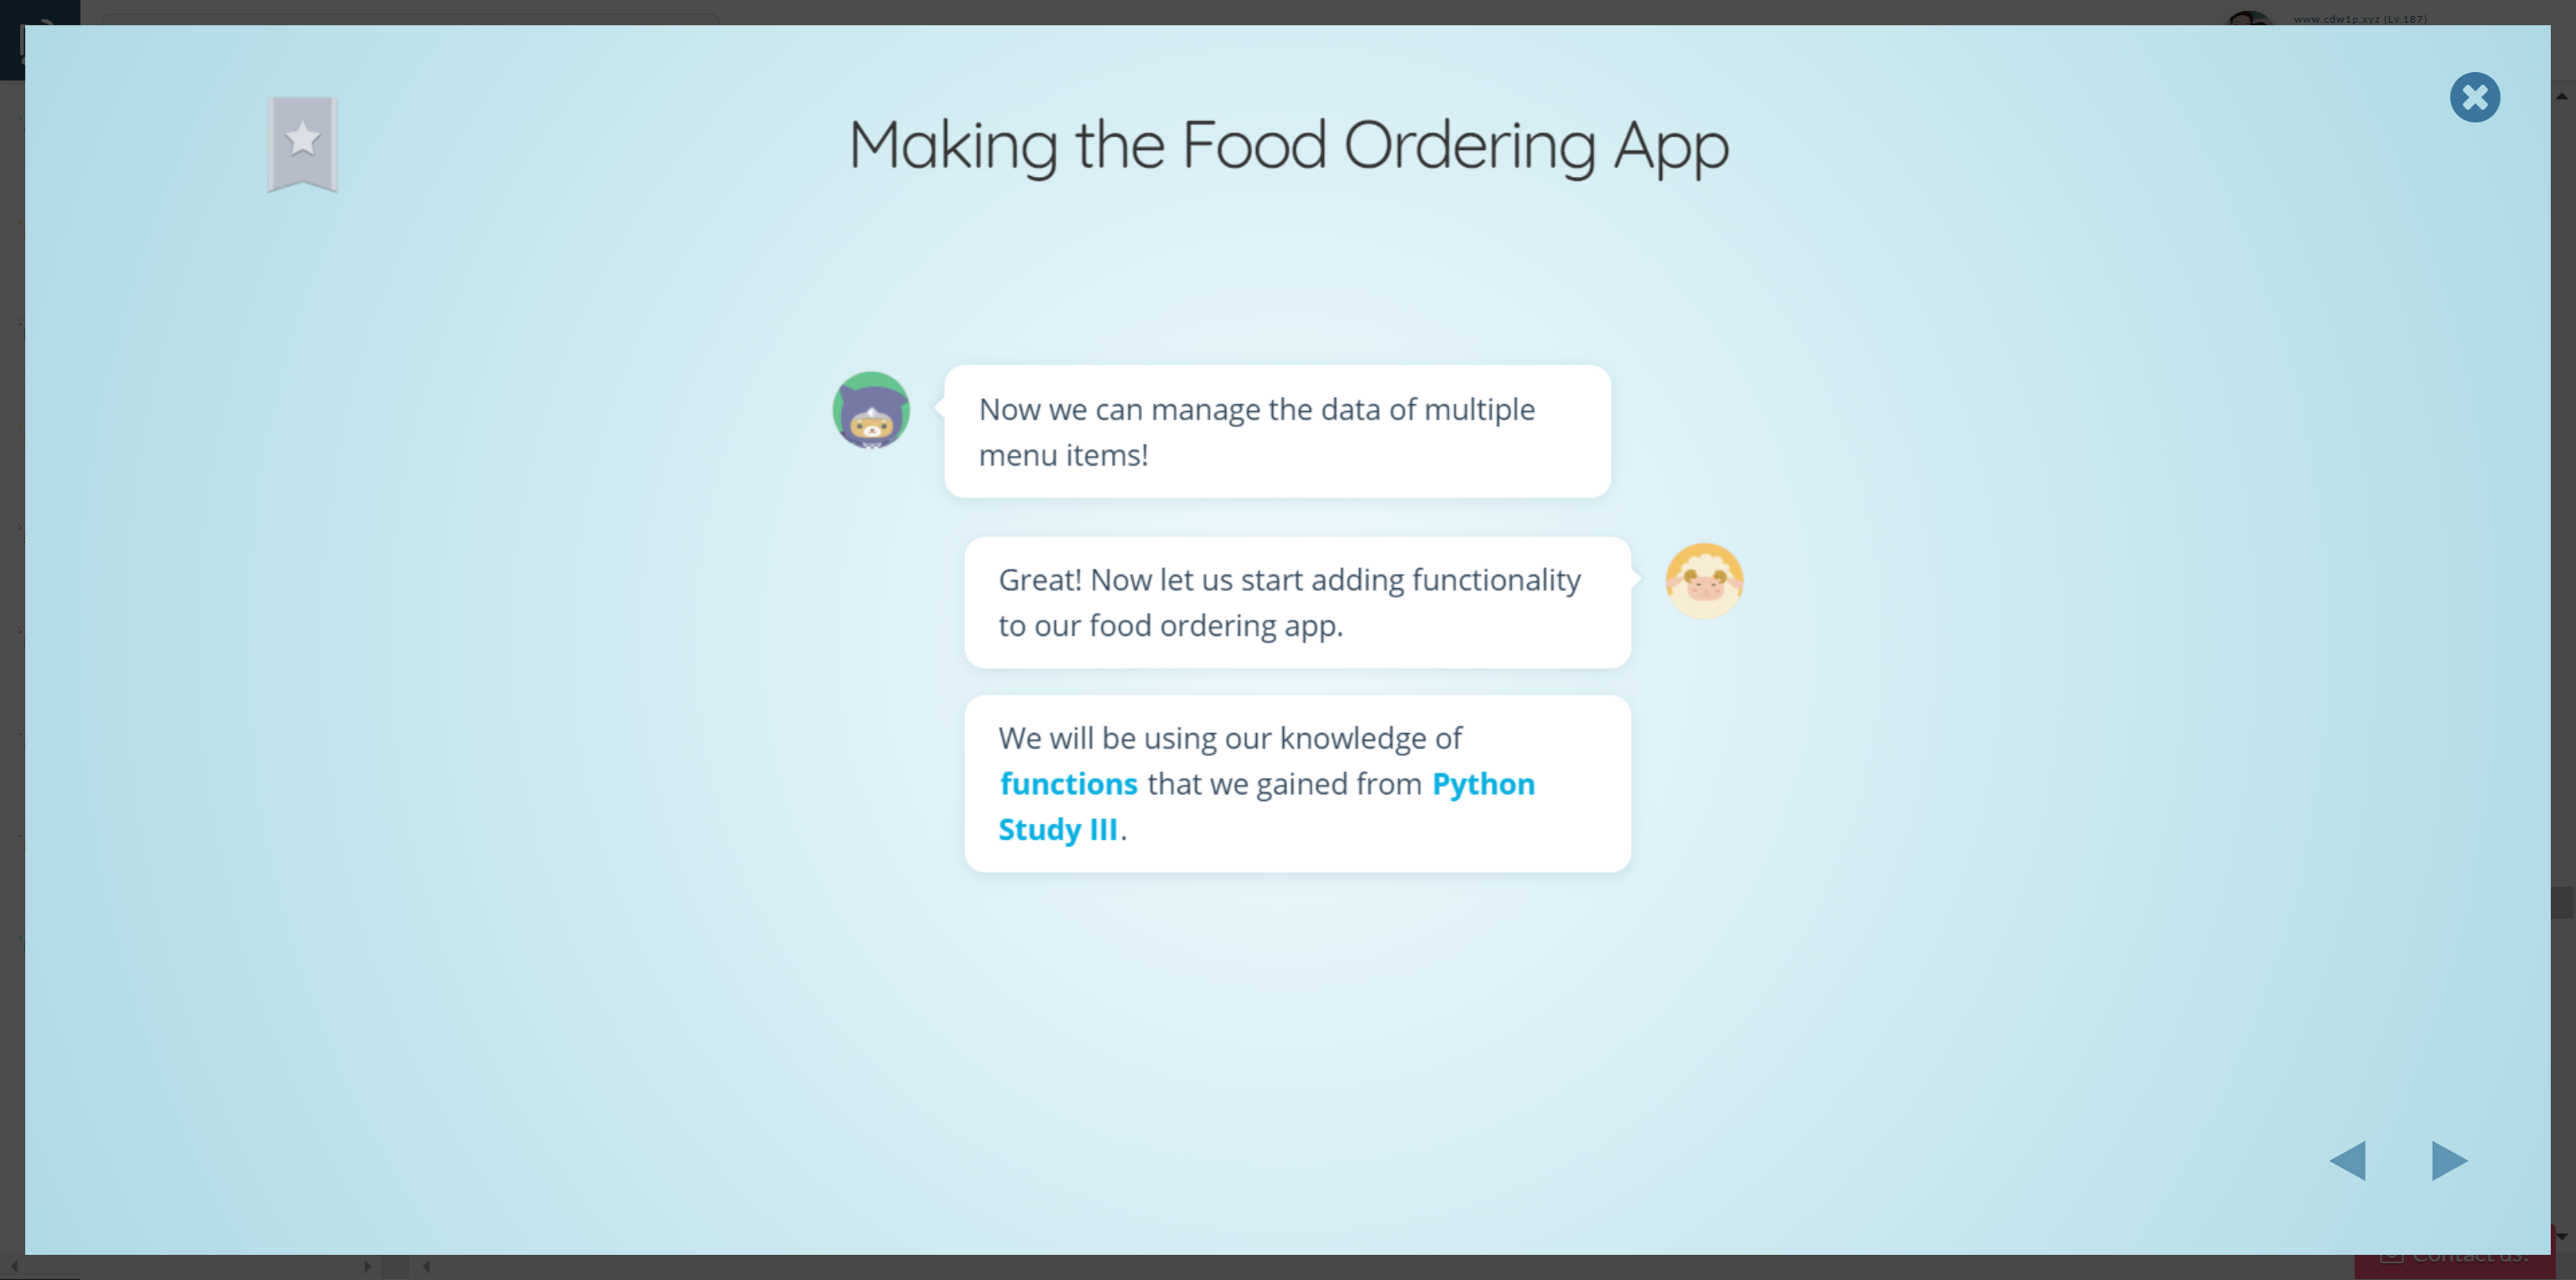 www.cdw1p.xyz (Lv.187)
Making the Food Ordering App
Now we can manage the data of multiple
menu items!
Great! Now let us start adding functionality
to our food ordering app.
We will be using our knowledge of
functions that we gained from Python
Study III.
Contact us!